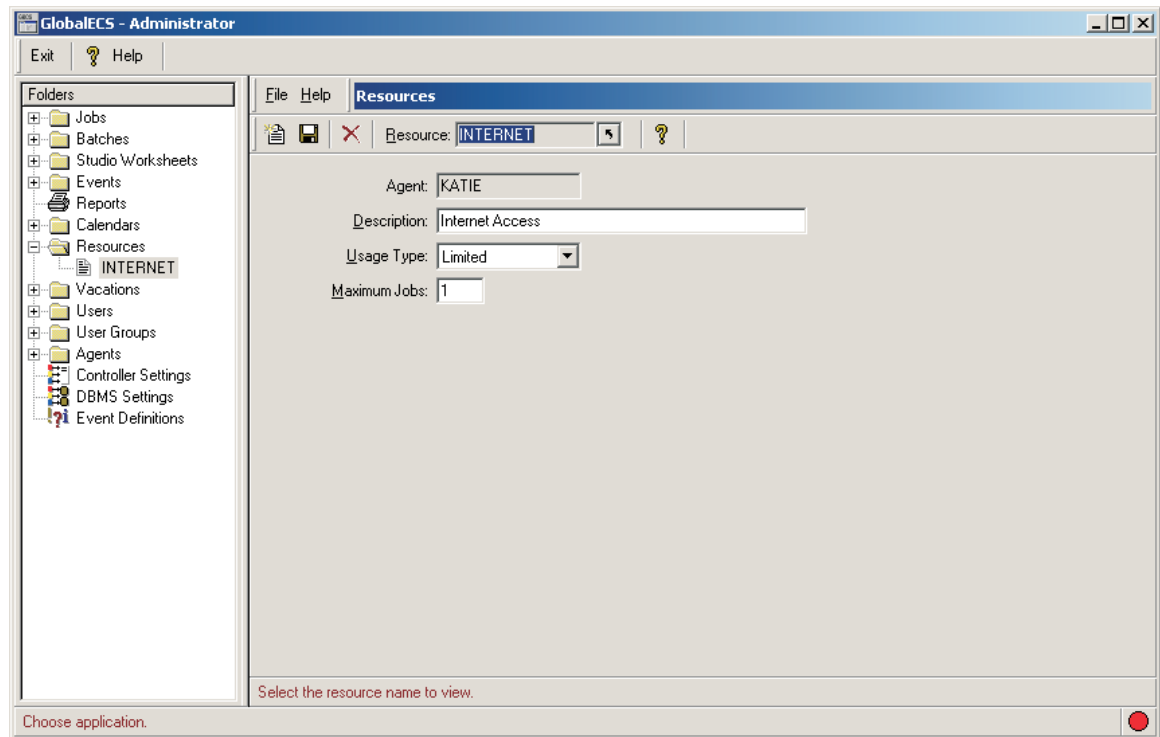 GlobalECS - Administrator
Exit Help
Folders
Jobs
Batches
Studio Worksheets
Events
Reports
Calendars
Resources
INTERNET
Vacations
Users
User Groups
Agents
Controller Settings
DBMS Settings
Event Definitions
File Help Resources
Resource: INTERNET
Agent: KATIE
Description: Internet Access
Usage Type: Limited
Maximum Jobs: 1
Select the resource name to view.
Choose application.